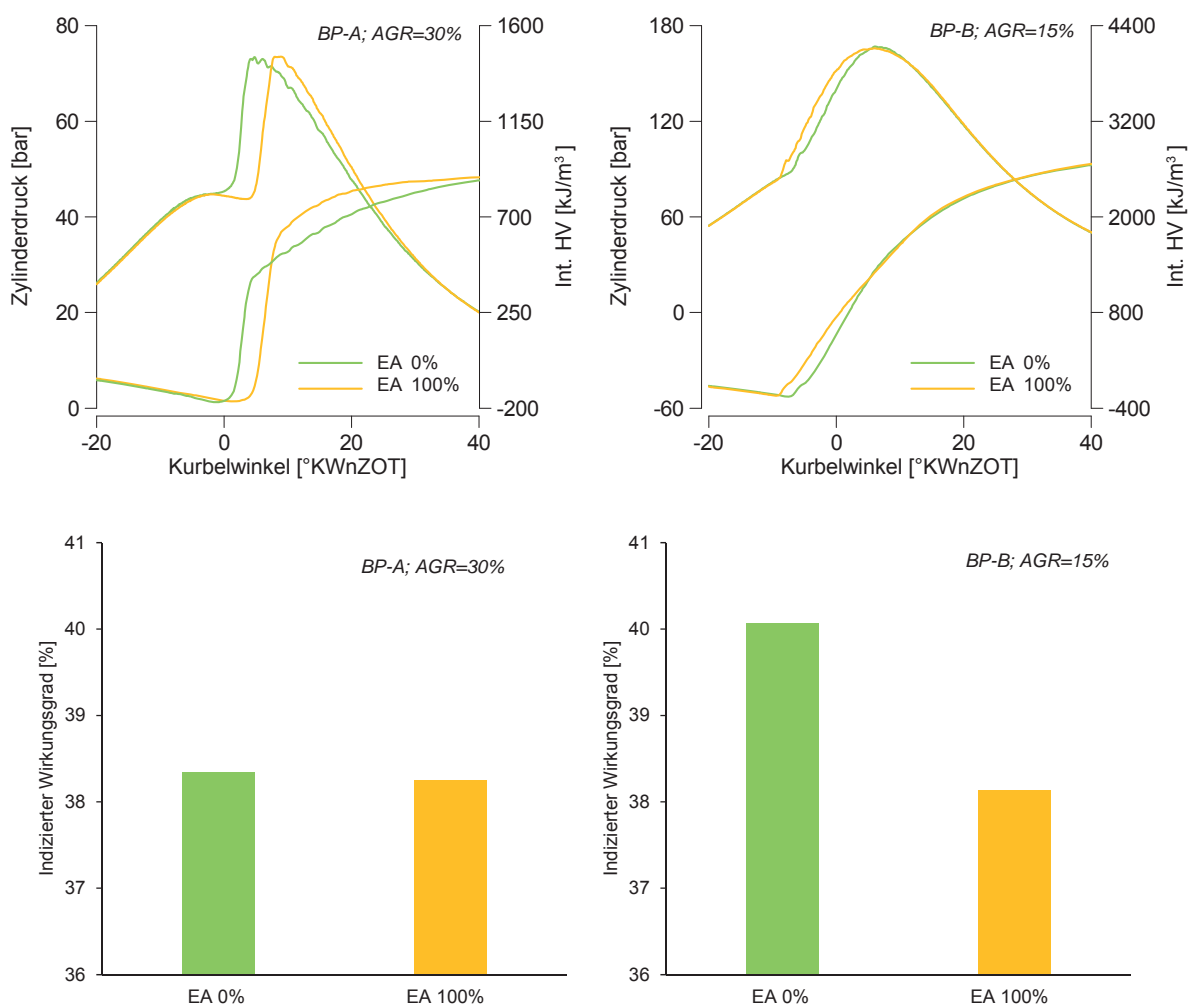 BP-A; AGR=30%
Zylinderdruck [bar]
80
60
40
20
0
1600
1150
700
250
-200
Int. HV [kJ/m³]
EA 0%
EA 100%
-20 0 20 40
Kurbelwinkel [°KWnZOT]
BP-B; AGR=15%
Zylinderdruck [bar]
180
120
60
0
-60
4400
3200
2000
800
-400
Int. HV [kJ/m³]
EA 0%
EA 100%
-20 0 20 40
Kurbelwinkel [°KWnZOT]
BP-A; AGR=30%
Indizierter Wirkungsgrad [%]
41
40
39
38
37
36
EA 0% EA 100%
BP-B; AGR=15%
Indizierter Wirkungsgrad [%]
41
40
39
38
37
36
EA 0% EA 100%